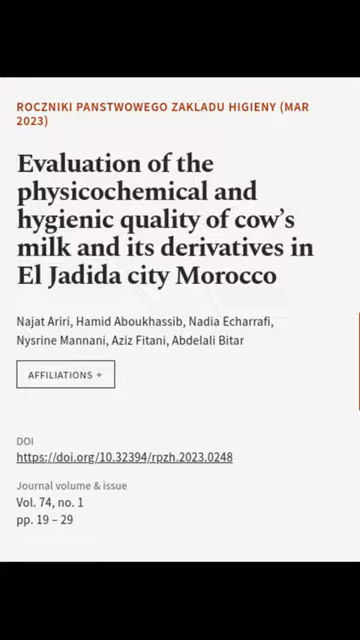 ROCZNIKI PANSTWOWEGO ZAKLADU HIGIENY (MAR
2023)
Evaluation of the
physicochemical and
hygienic quality of cow's
milk and its derivatives in
El Jadida city Morocco
Najat Ariri, Hamid Aboukhassib, Nadia Echarrafi,
Nysrine Mannani, Aziz Fitani, Abdelali Bitar
AFFILIATIONS +
DOI
https://doi.org/10.32394/rpzh.2023.0248
Journal volume & issue
Vol. 74, no. 1
pp. 19 – 29